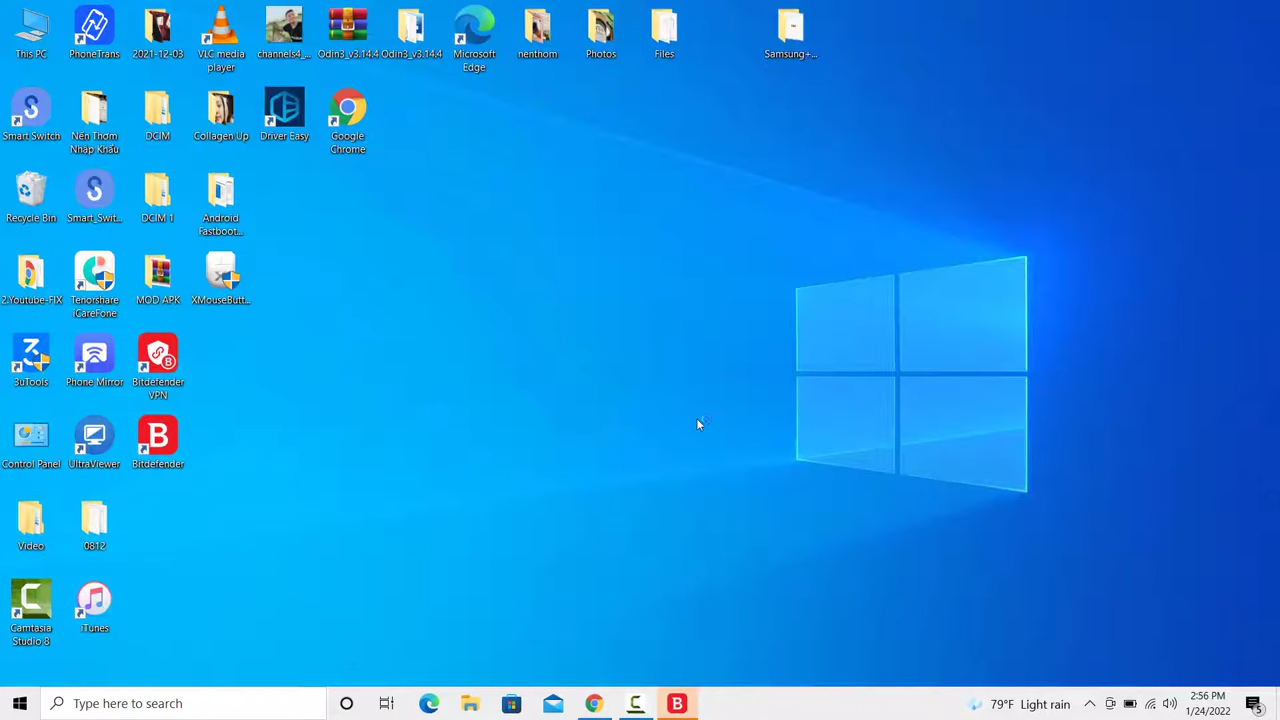 This PC
PhoneTrans
2021-12-03
VLC media
player
channels4_...
Odin3_v3.14.4
Odin3_v3.14.4
Microsoft
Edge
nenthom
Photos
Files
Samsung+...
Smart Switch
Nến Thơm
Nhập Khẩu
DCIM
Collagen Up
Driver Easy
Google
Chrome
Recycle Bin
Smart_Swit...
DCIM 1
Android
Fastboot...
2.Youtube-FIX
Tenorshare
iCareFone
MOD APK
XMouseButt...
3uTools
Phone Mirror
Bitdefender
VPN
Control Panel
UltraViewer
Bitdefender
Video
0812
Camtasia
Studio 8
iTunes
Type here to search
79°F Light rain
2:56 PM
1/24/2022
5